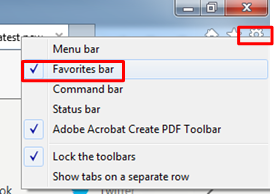 Menu bar
Favorites bar
Command bar
Status bar
Adobe Acrobat Create PDF Toolbar
Lock the toolbars
Show tabs on a separate row